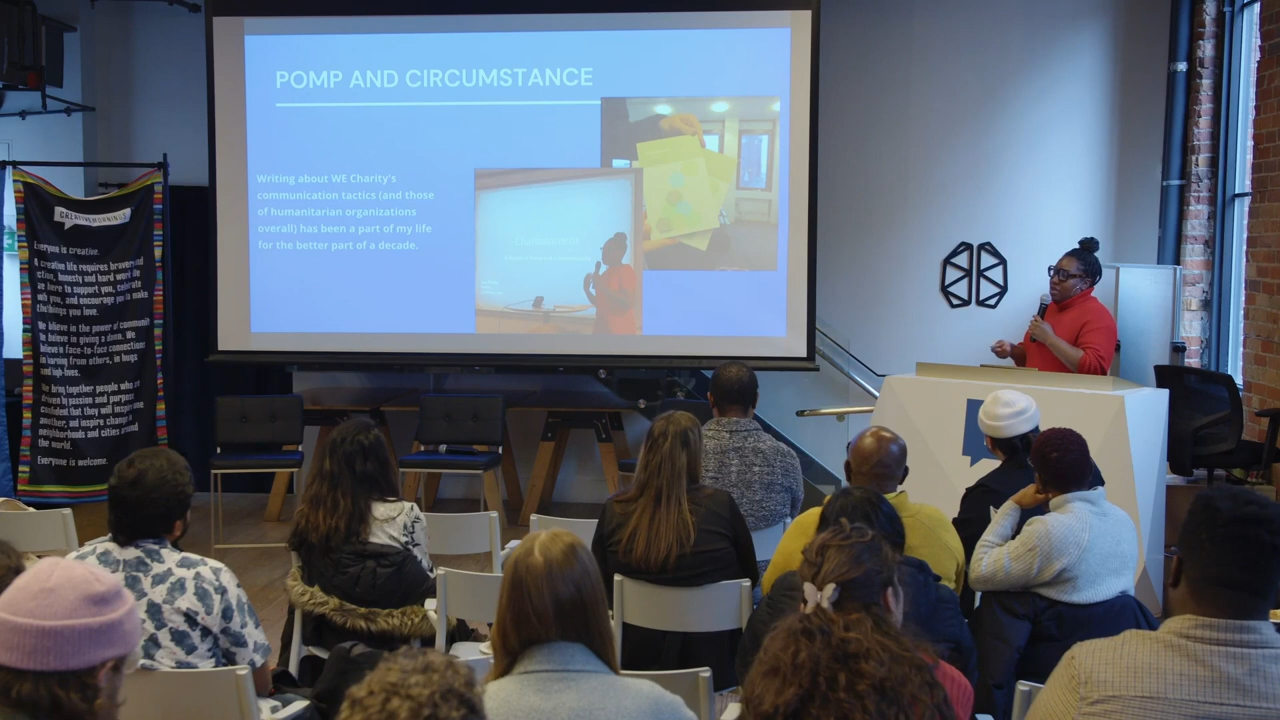 POMP AND CIRCUMSTANCE
Writing about WE Charity's
communication tactics (and those
of humanitarian organizations
overall) has been a part of my life
for the better part of a decade.
CREATIVEMORNINGS
Everyone is creative.
A creative life requires bravery and
action, honesty and hard work. We
are here to support you, celebrate
with you, and encourage you to make
the things you love.
We believe in the power of community.
We believe in giving a damn. We
believe in face-to-face connections,
in learning from others, in hugs
and high-fives.
We bring together people who are
driven by passion and purpose,
confident that they will inspire one
another, and inspire change in
neighborhoods and cities around
the world.
Everyone is welcome.